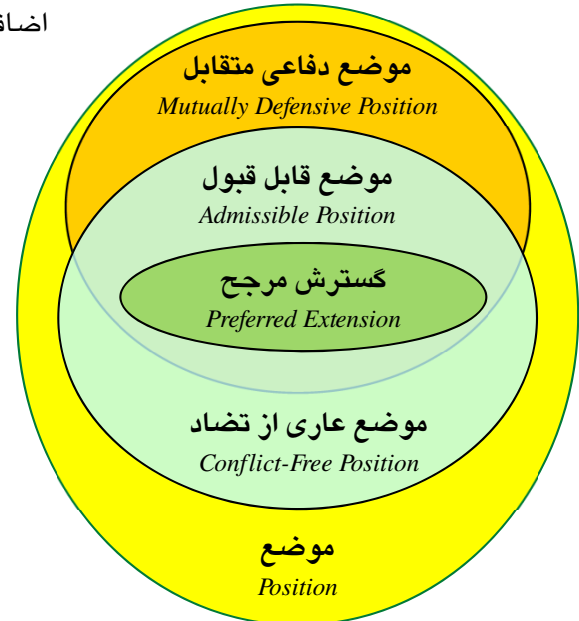 موضع دفاعی متقابل
Mutually Defensive Position
موضع قابل قبول
Admissible Position
گسترش مرجح
Preferred Extension
موضع عاری از تضاد
Conflict-Free Position
موضع
Position